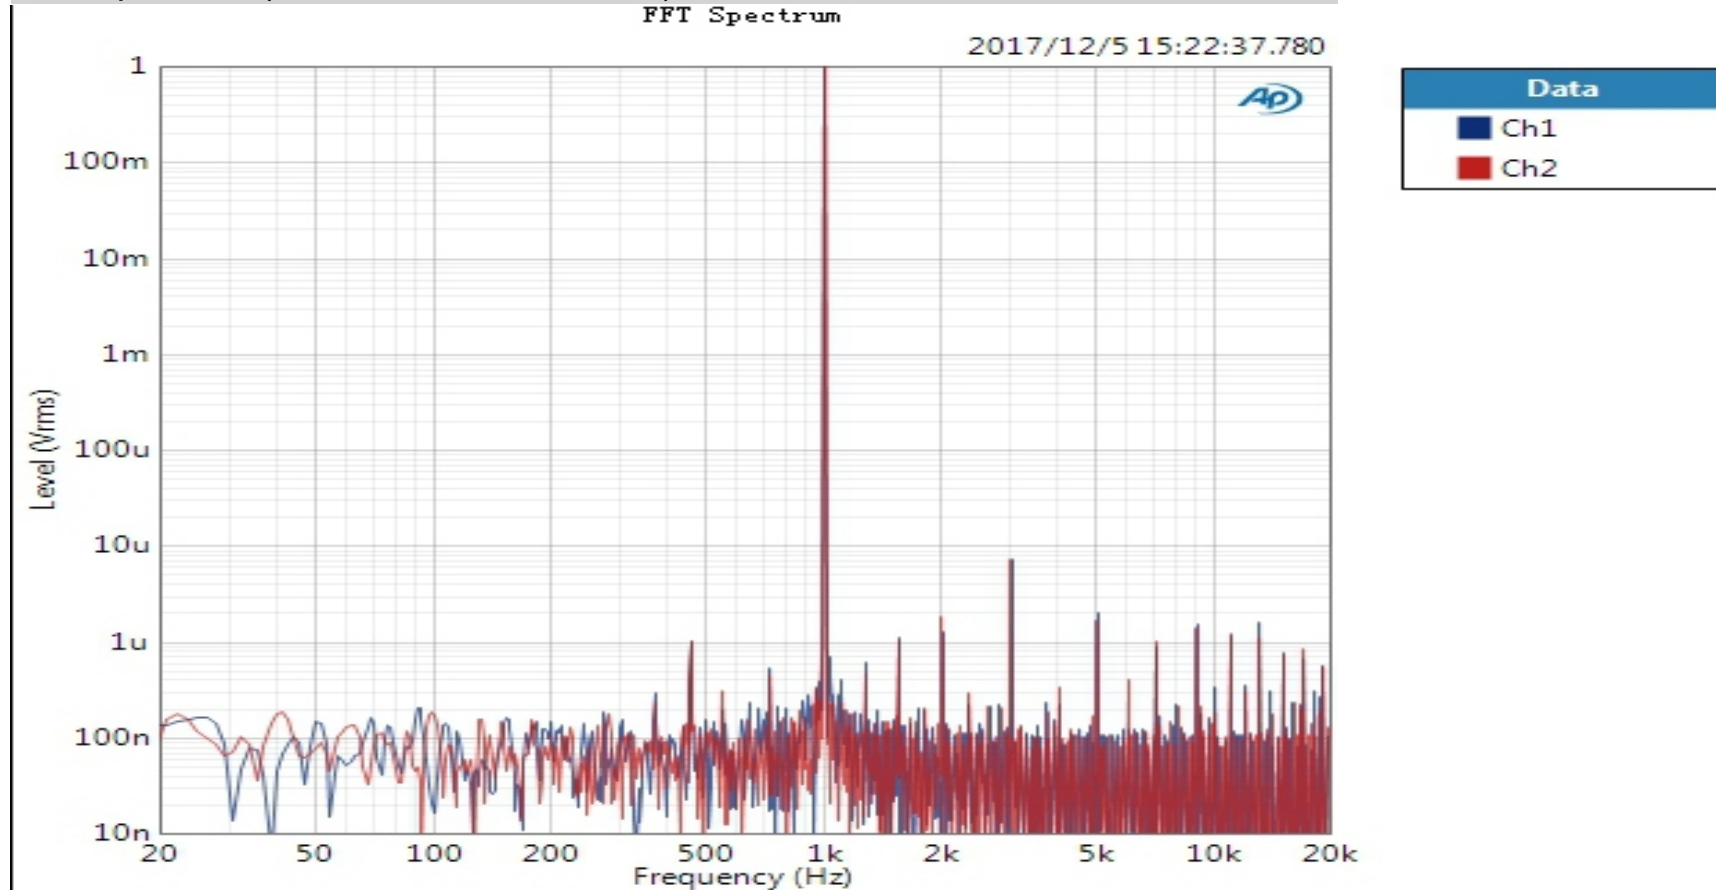 FFT Spectrum
2017/12/5 15:22:37.780
AP
Data
Ch1
Ch2
Level (Vrms)
1
100m
10m
1m
100u
10u
1u
100n
10n
20 50 100 200 500 1k 2k 5k 10k 20k
Frequency (Hz)